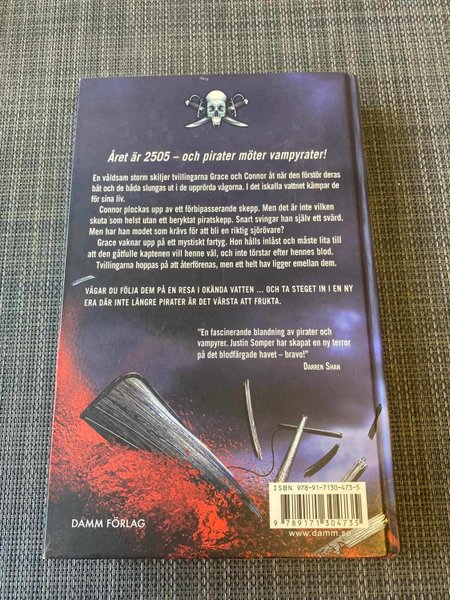 Året är 2505 – och pirater möter vampyrater!
En våldsam storm skiljer tvillingarna Grace och Connor åt när den förstör deras
båt och de båda slungas ut i de upprörda vågorna. I det iskalla vattnet kämpar de
för sina liv.
Connor plockas upp av ett förbipasserande skepp. Men det är inte vilken
skuta som helst utan ett beryktat piratskepp. Snart svingar han själv ett svärd.
Men har han modet som krävs för att bli en riktig sjörövare?
Grace vaknar upp på ett mystiskt fartyg. Hon hålls inlåst och måste lita till
att den gåtfulle kaptenen vill henne väl, och inte törstar efter hennes blod.
Tvillingarna hoppas på att återförenas, men ett helt hav ligger emellan dem.
VÅGAR DU FÖLJA DEM PÅ EN RESA I OKÄNDA VATTEN ... OCH TA STEGET IN I EN NY
ERA DÄR INTE LÄNGRE PIRATER ÄR DET VÄRSTA ATT FRUKTA.
"En fascinerande blandning av pirater och
vampyrer. Justin Somper har skapat en ny terror
på det blodfärgade havet – bravo!"
DARREN SHAN
ISBN 978-91-7130-473-5
9 789171 304735
www.damm.se
DAMM FÖRLAG